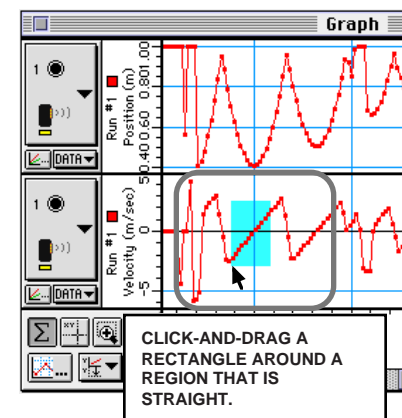 Graph
1
Run #1
Position (m)
0.40 0.60 0.80 1.00
DATA
1
Run #1
Velocity (m/sec)
-5 0 5
DATA
Σ
xy
...
CLICK-AND-DRAG A
RECTANGLE AROUND A
REGION THAT IS
STRAIGHT.